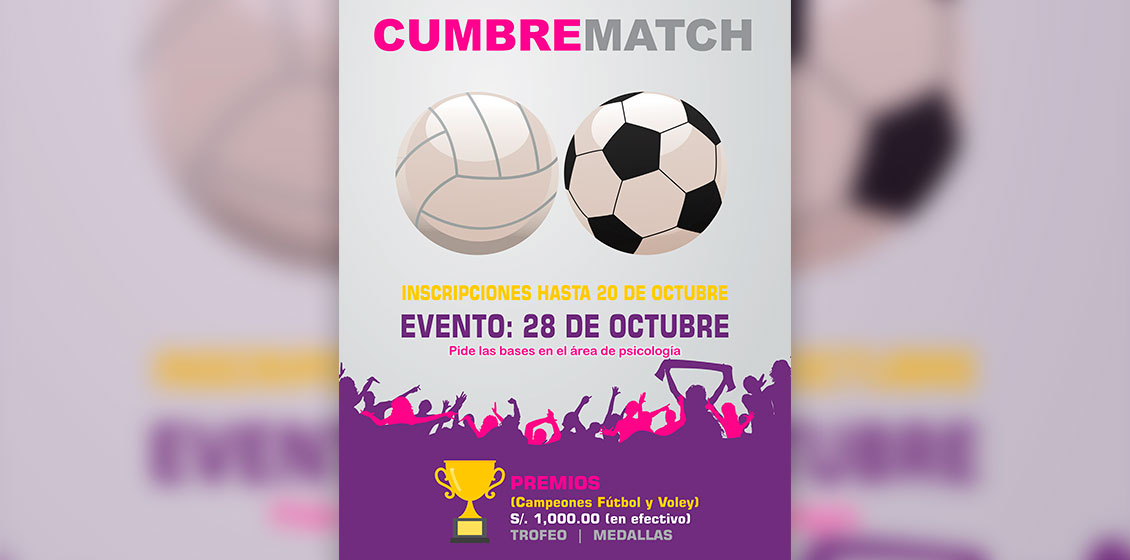 CUMBREMATCH
INSCRIPCIONES HASTA 20 DE OCTUBRE
EVENTO: 28 DE OCTUBRE
Pide las bases en el área de psicología
PREMIOS
(Campeones Fútbol y Voley)
S/. 1,000.00 (en efectivo)
TROFEO | MEDALLAS